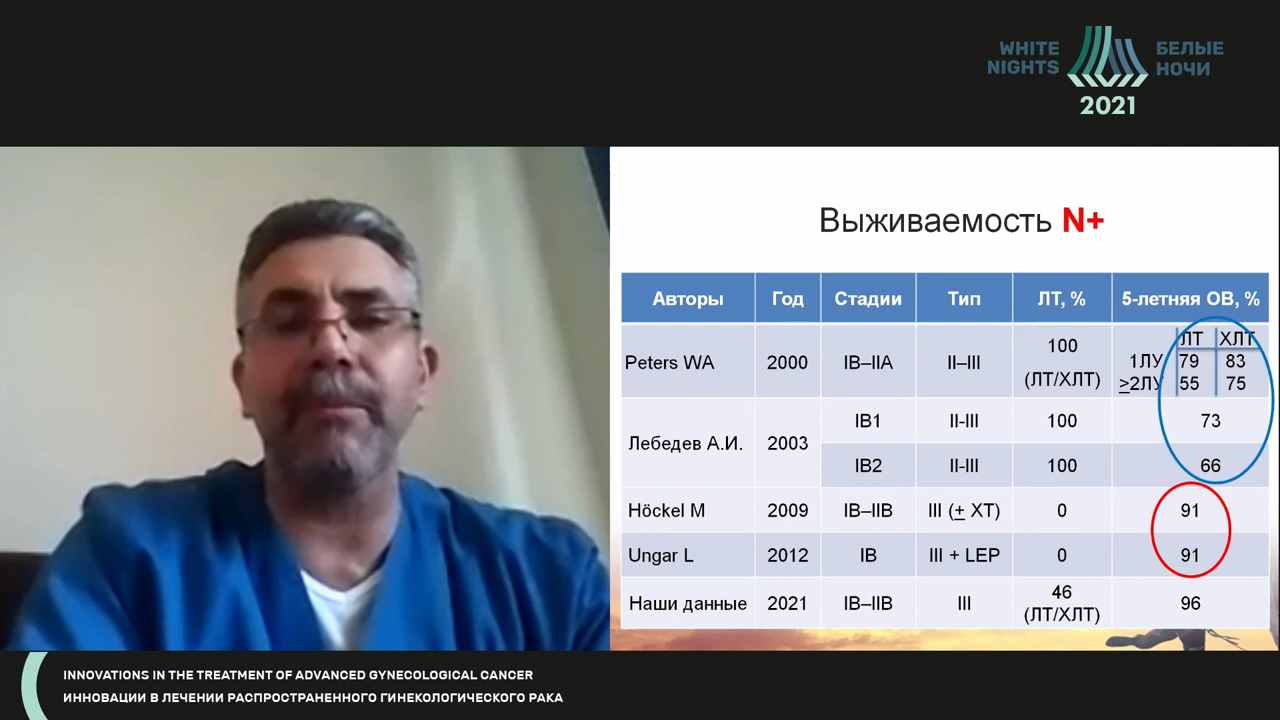 WHITE
NIGHTS
БЕЛЫЕ
НОЧИ
2021
Выживаемость N+
Авторы Год Стадии Тип ЛТ, % 5-летняя ОВ, %
Peters WA 2000 IB–IIA II–III 100 (ЛТ/ХЛТ)
ЛТ ХЛТ
1ЛУ 79 83
≥2ЛУ 55 75
Лебедев А.И. 2003 IB1 II-III 100 73
IB2 II-III 100 66
Höckel M 2009 IB–IIB III (± ХТ) 0 91
Ungar L 2012 IB III + LEP 0 91
Наши данные 2021 IB–IIB III 46 (ЛТ/ХЛТ) 96
INNOVATIONS IN THE TREATMENT OF ADVANCED GYNECOLOGICAL CANCER
ИННОВАЦИИ В ЛЕЧЕНИИ РАСПРОСТРАНЕННОГО ГИНЕКОЛОГИЧЕСКОГО РАКА